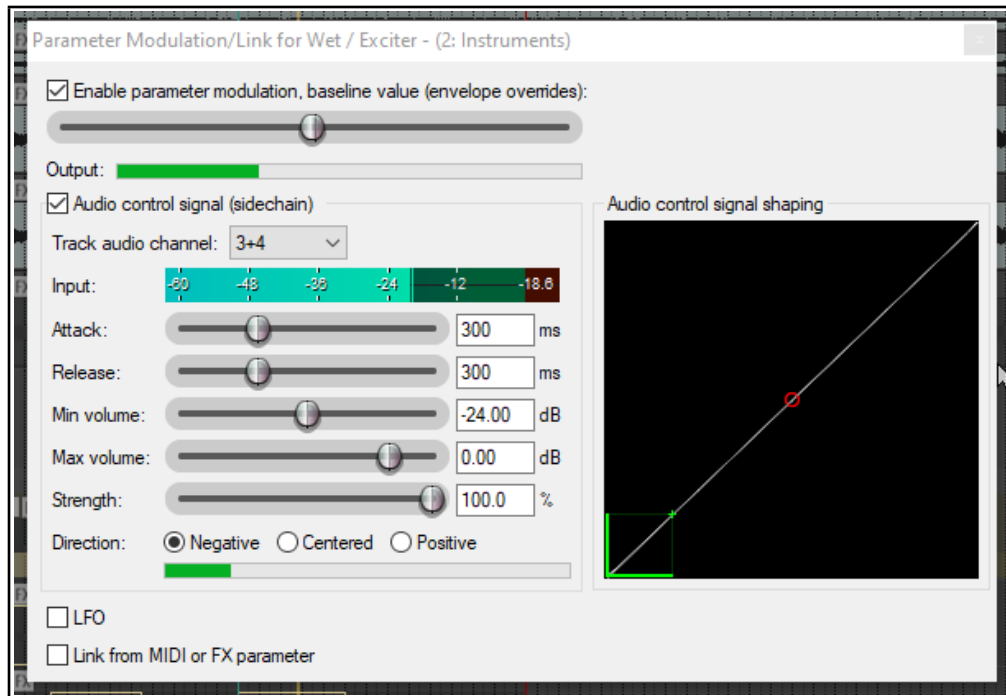 Parameter Modulation/Link for Wet / Exciter - (2: Instruments)
x
Enable parameter modulation, baseline value (envelope overrides):
Output:
Audio control signal (sidechain)
Track audio channel: 3+4
Input: -60 -48 -36 -24 -12 -18.6
Attack: 300 ms
Release: 300 ms
Min volume: -24.00 dB
Max volume: 0.00 dB
Strength: 100.0 %
Direction: Negative Centered Positive
Audio control signal shaping
LFO
Link from MIDI or FX parameter
FX